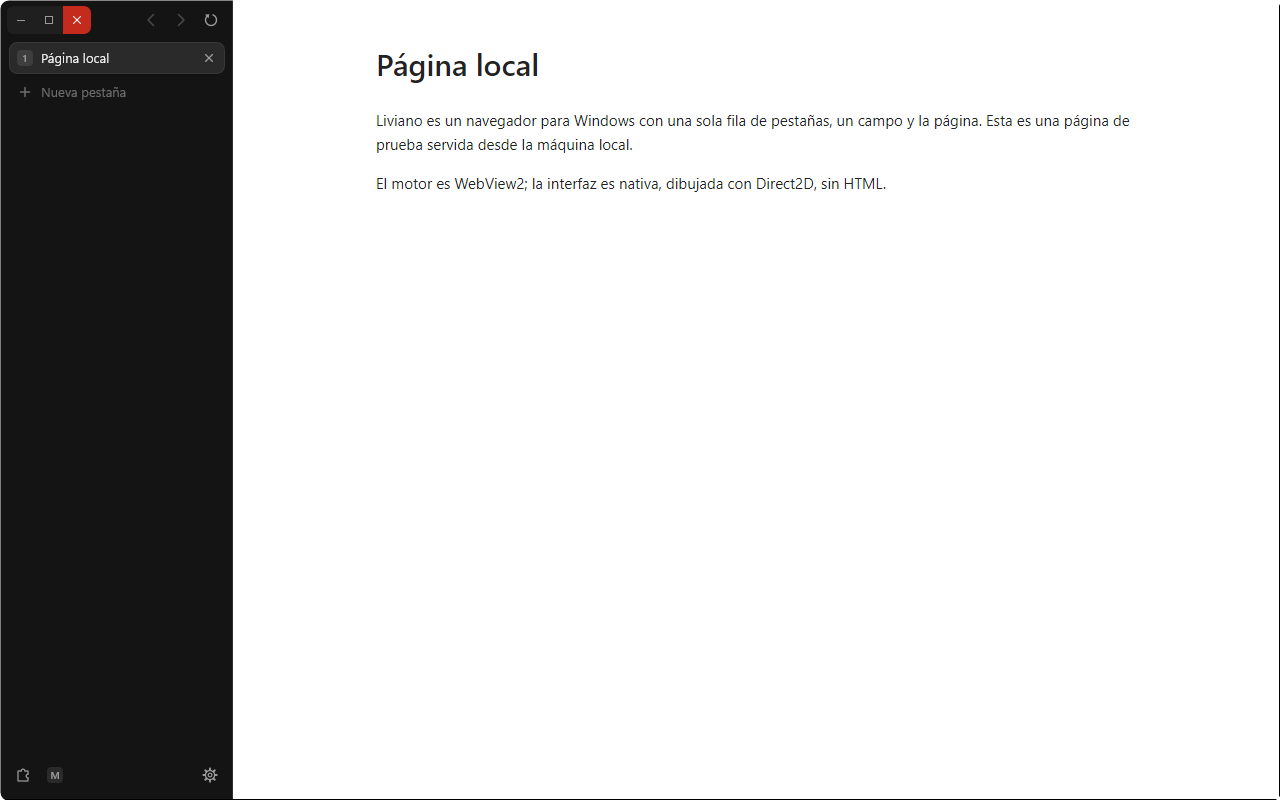 1 Página local
Nueva pestaña
M
Página local
Liviano es un navegador para Windows con una sola fila de pestañas, un campo y la página. Esta es una página de
prueba servida desde la máquina local.
El motor es WebView2; la interfaz es nativa, dibujada con Direct2D, sin HTML.